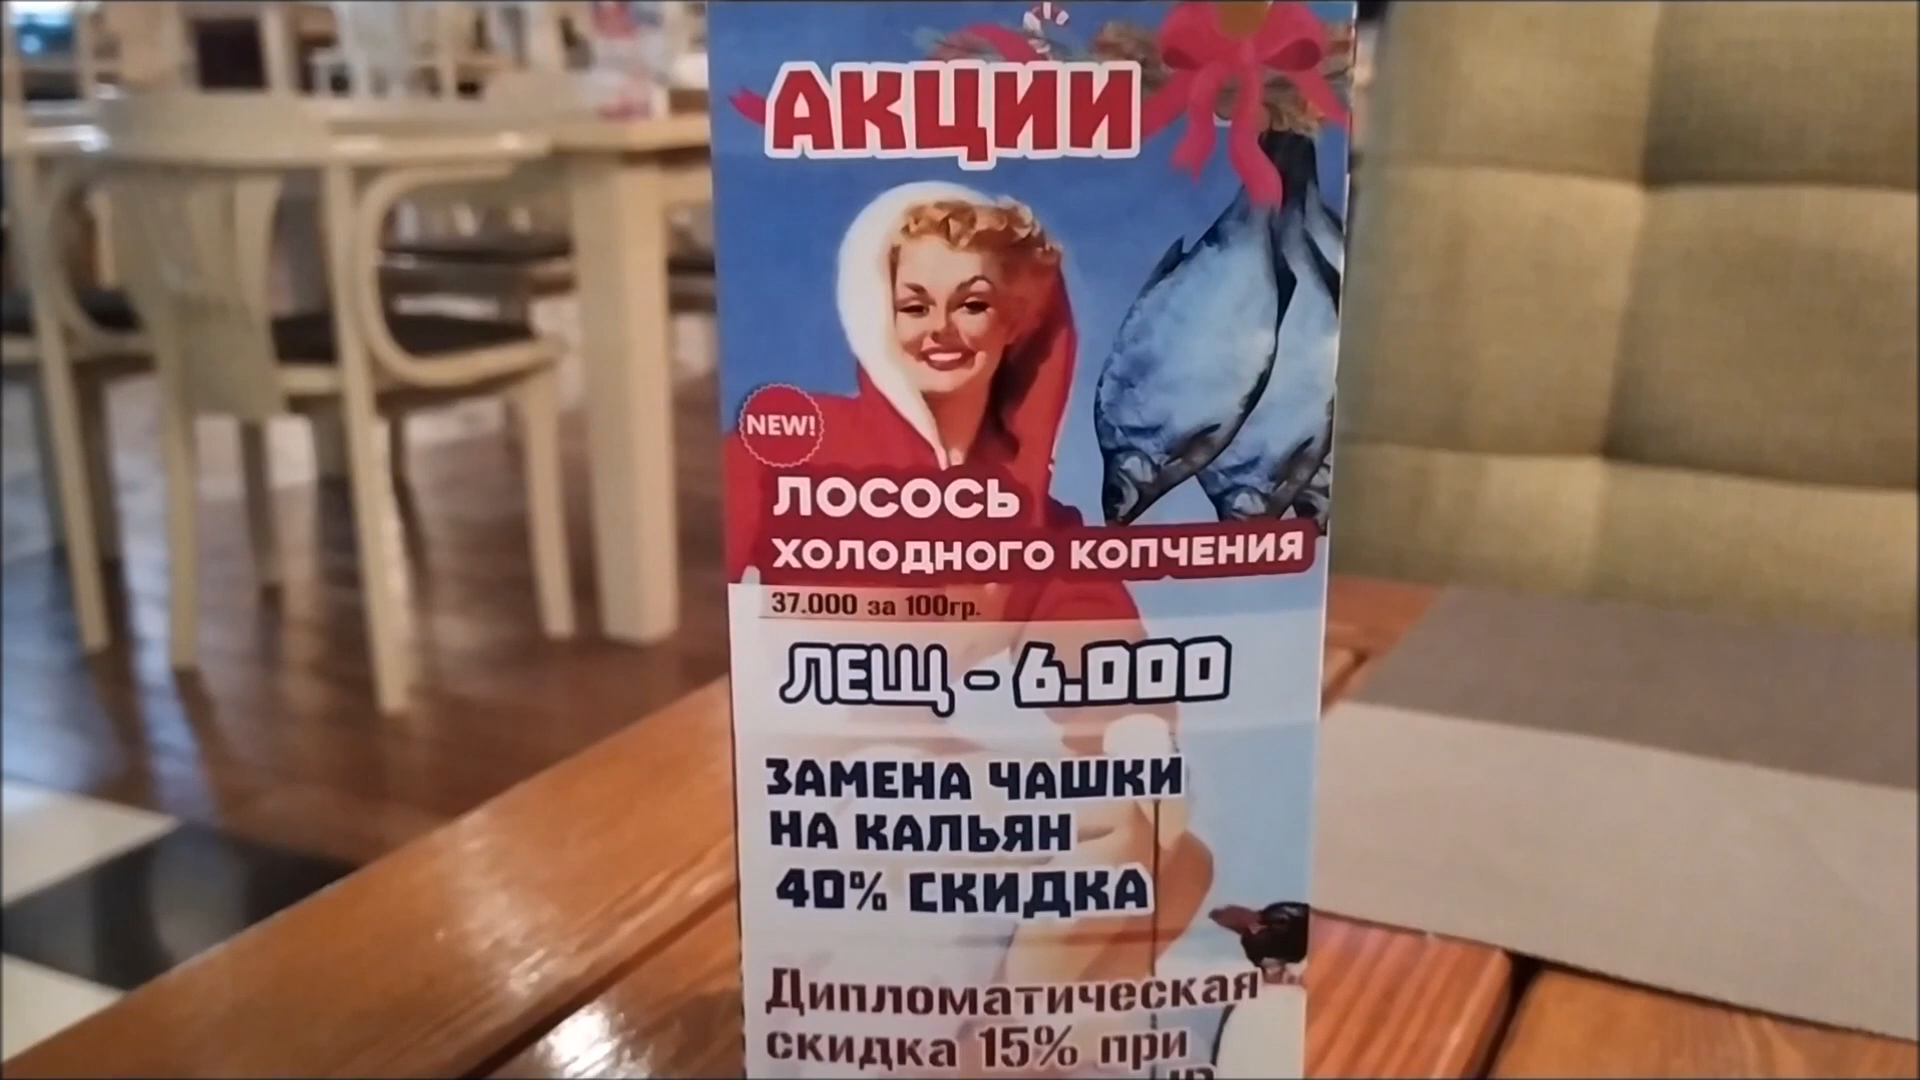 АКЦИИ
NEW!
ЛОСОСЬ
ХОЛОДНОГО КОПЧЕНИЯ
37.000 за 100гр.
ЛЕЩ - 6.000
ЗАМЕНА ЧАШКИ
НА КАЛЬЯН
40% СКИДКА
Дипломатическая
скидка 15% при